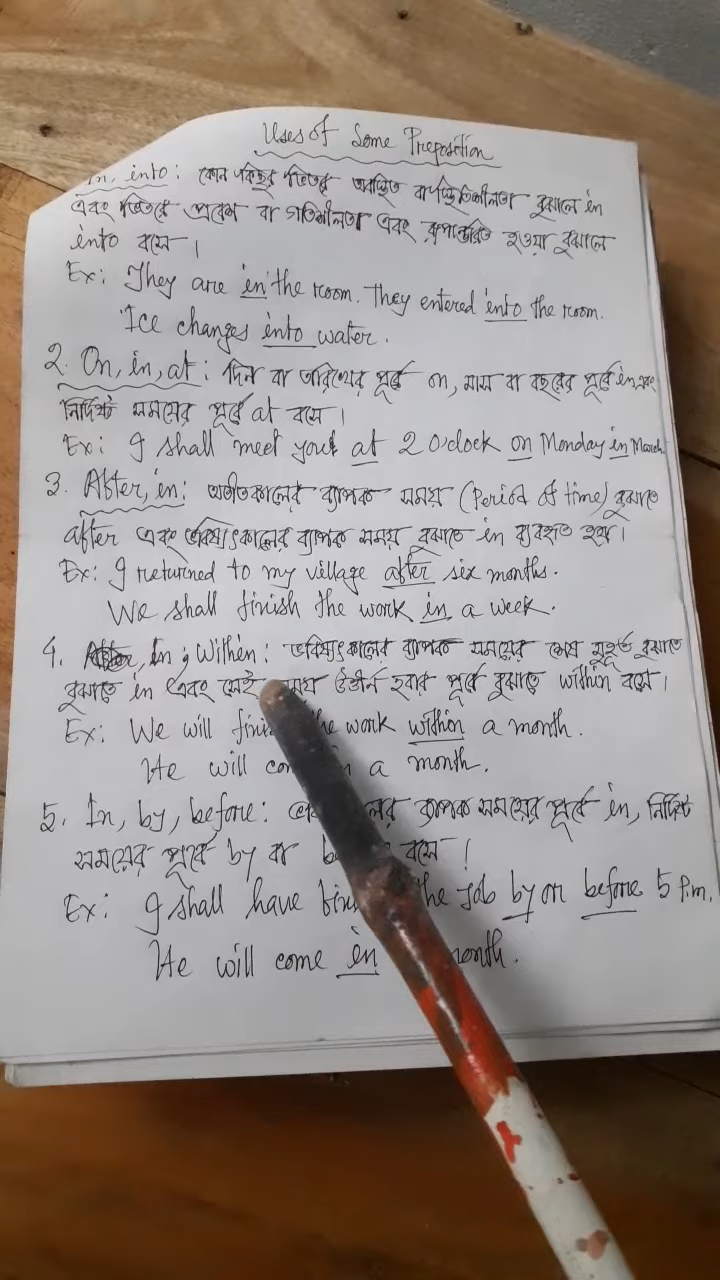 Uses of Some Preposition
In, into: কোন কিছুর ভিতরে অবস্থিত বা স্থিতিশীলতা বুঝালে in
এবং ভিতরে প্রবেশ বা গতিশীলতা এবং রূপান্তরিত হওয়া বুঝালে
into বসে।
Ex: They are in the room. They entered into the room.
Ice changes into water.
2. On, in, at: দিন বা তারিখের পূর্বে on, মাস বা বছরের পূর্বে in এবং
নির্দিষ্ট সময়ের পূর্বে at বসে।
Ex: I shall meet you at 2 O'clock on Monday in March
3. After, in: অতীতকালের ব্যাপক সময় (Period of time) বুঝাতে
after এবং ভবিষ্যৎকালের ব্যাপক সময় বুঝাতে in ব্যবহৃত হয়।
Ex: I returned to my village after six months.
We shall finish the work in a week.
4. In, Within: ভবিষ্যৎকালের ব্যাপক সময়ের শেষ মুহূর্ত বুঝাতে
বুঝাতে in এবং সেই উত্তীর্ন হবার পূর্বে বুঝাতে within বসে।
Ex: We will the work within a month.
He will in a month.
5. In, by, before: ব্যাপক সময়ের পূর্বে in, নির্দিষ্ট
সময়ের পূর্বে by বা বসে।
Ex: I shall have the job by or before 5 P.m.
He will come in month.